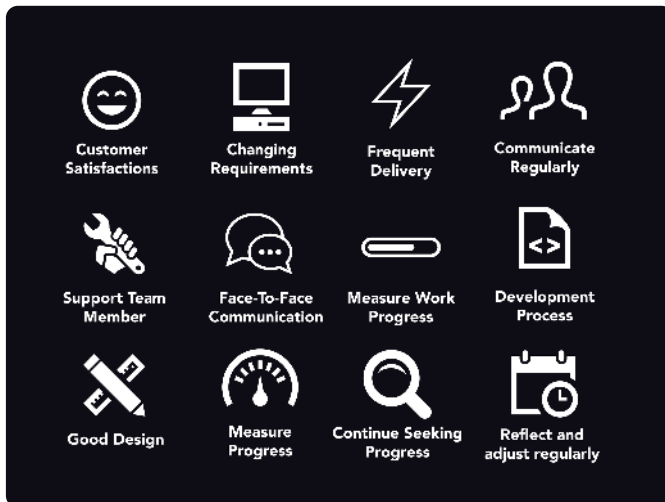 Customer
Satisfactions
Changing
Requirements
Frequent
Delivery
Communicate
Regularly
Support Team
Member
Face-To-Face
Communication
Measure Work
Progress
< >
Development
Process
Good Design
Measure
Progress
Continue Seeking
Progress
Reflect and
adjust regularly